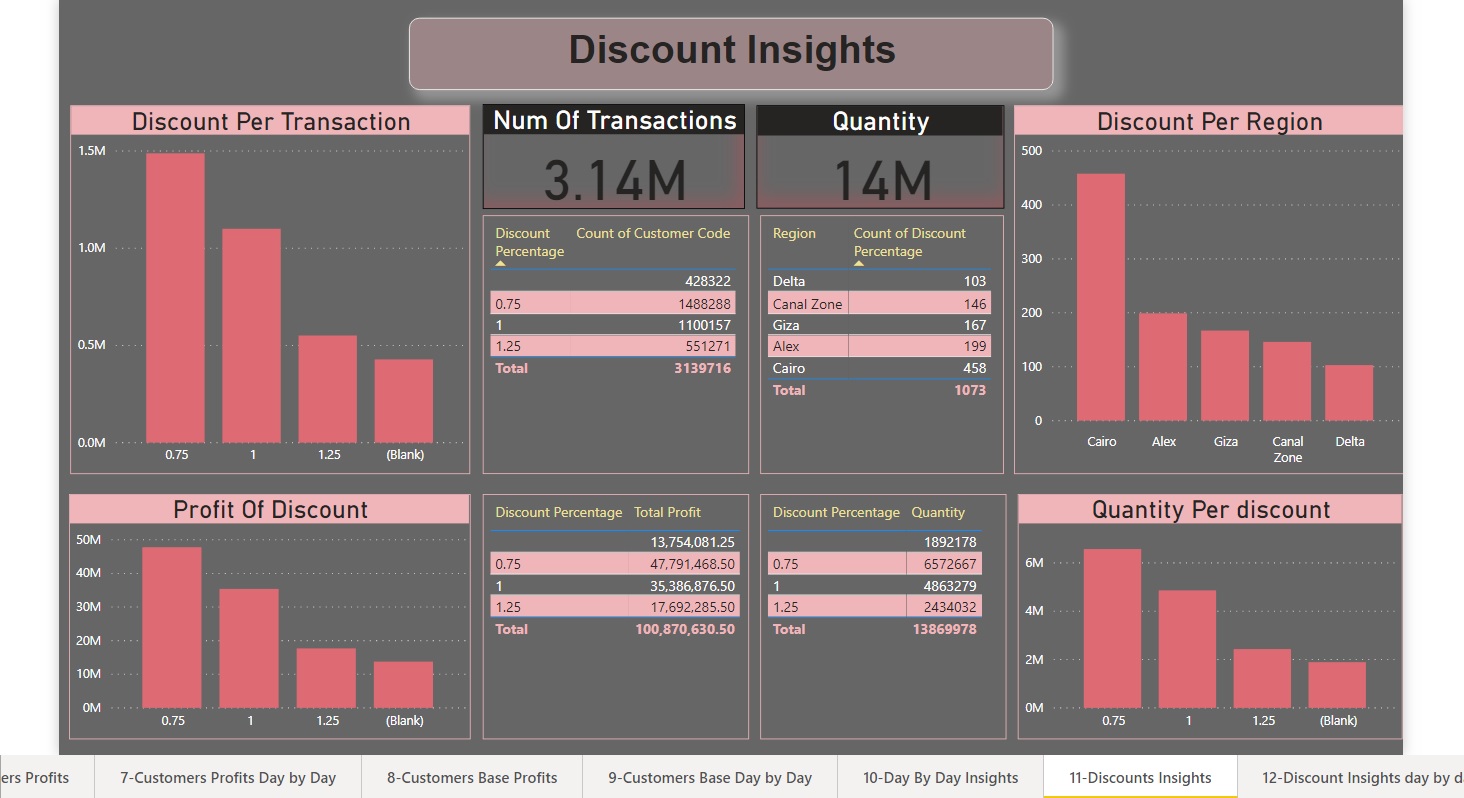 Discount Insights
Discount Per Transaction
1.5M
1.0M
0.5M
0.0M
0.75 1 1.25 (Blank)
Num Of Transactions
3.14M
Quantity
14M
Discount Count of Customer Code
Percentage
428322
0.75 1488288
1 1100157
1.25 551271
Total 3139716
Region Count of Discount
Percentage
Delta 103
Canal Zone 146
Giza 167
Alex 199
Cairo 458
Total 1073
Discount Per Region
500
400
300
200
100
0
Cairo Alex Giza Canal Delta
Zone
Profit Of Discount
50M
40M
30M
20M
10M
0M
0.75 1 1.25 (Blank)
Discount Percentage Total Profit
13,754,081.25
0.75 47,791,468.50
1 35,386,876.50
1.25 17,692,285.50
Total 100,870,630.50
Discount Percentage Quantity
1892178
0.75 6572667
1 4863279
1.25 2434032
Total 13869978
Quantity Per discount
6M
4M
2M
0M
0.75 1 1.25 (Blank)
ers Profits 7-Customers Profits Day by Day 8-Customers Base Profits 9-Customers Base Day by Day 10-Day By Day Insights 11-Discounts Insights 12-Discount Insights day by d